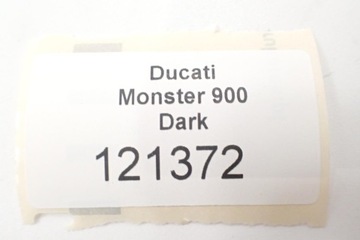 Ducati
Monster 900
Dark
121372